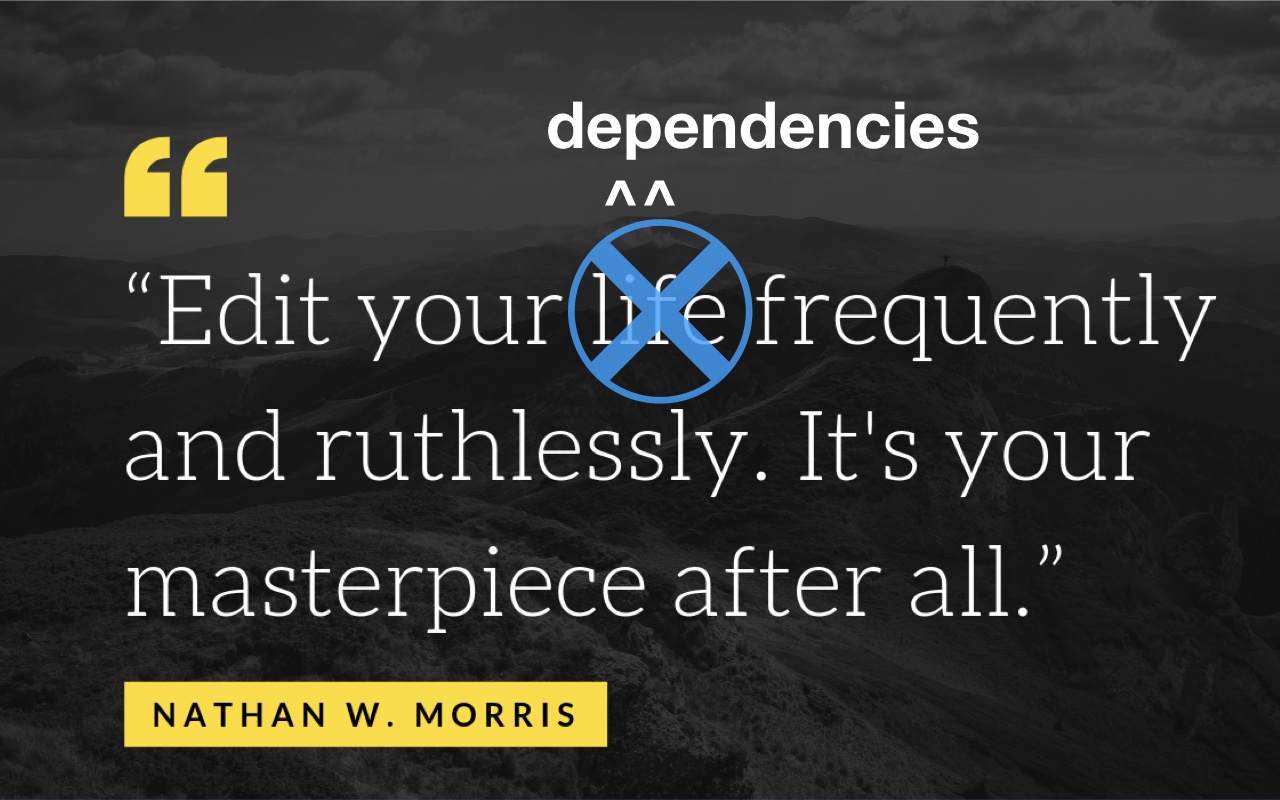 dependencies
^^
“Edit your life frequently
and ruthlessly. It's your
masterpiece after all.”
NATHAN W. MORRIS